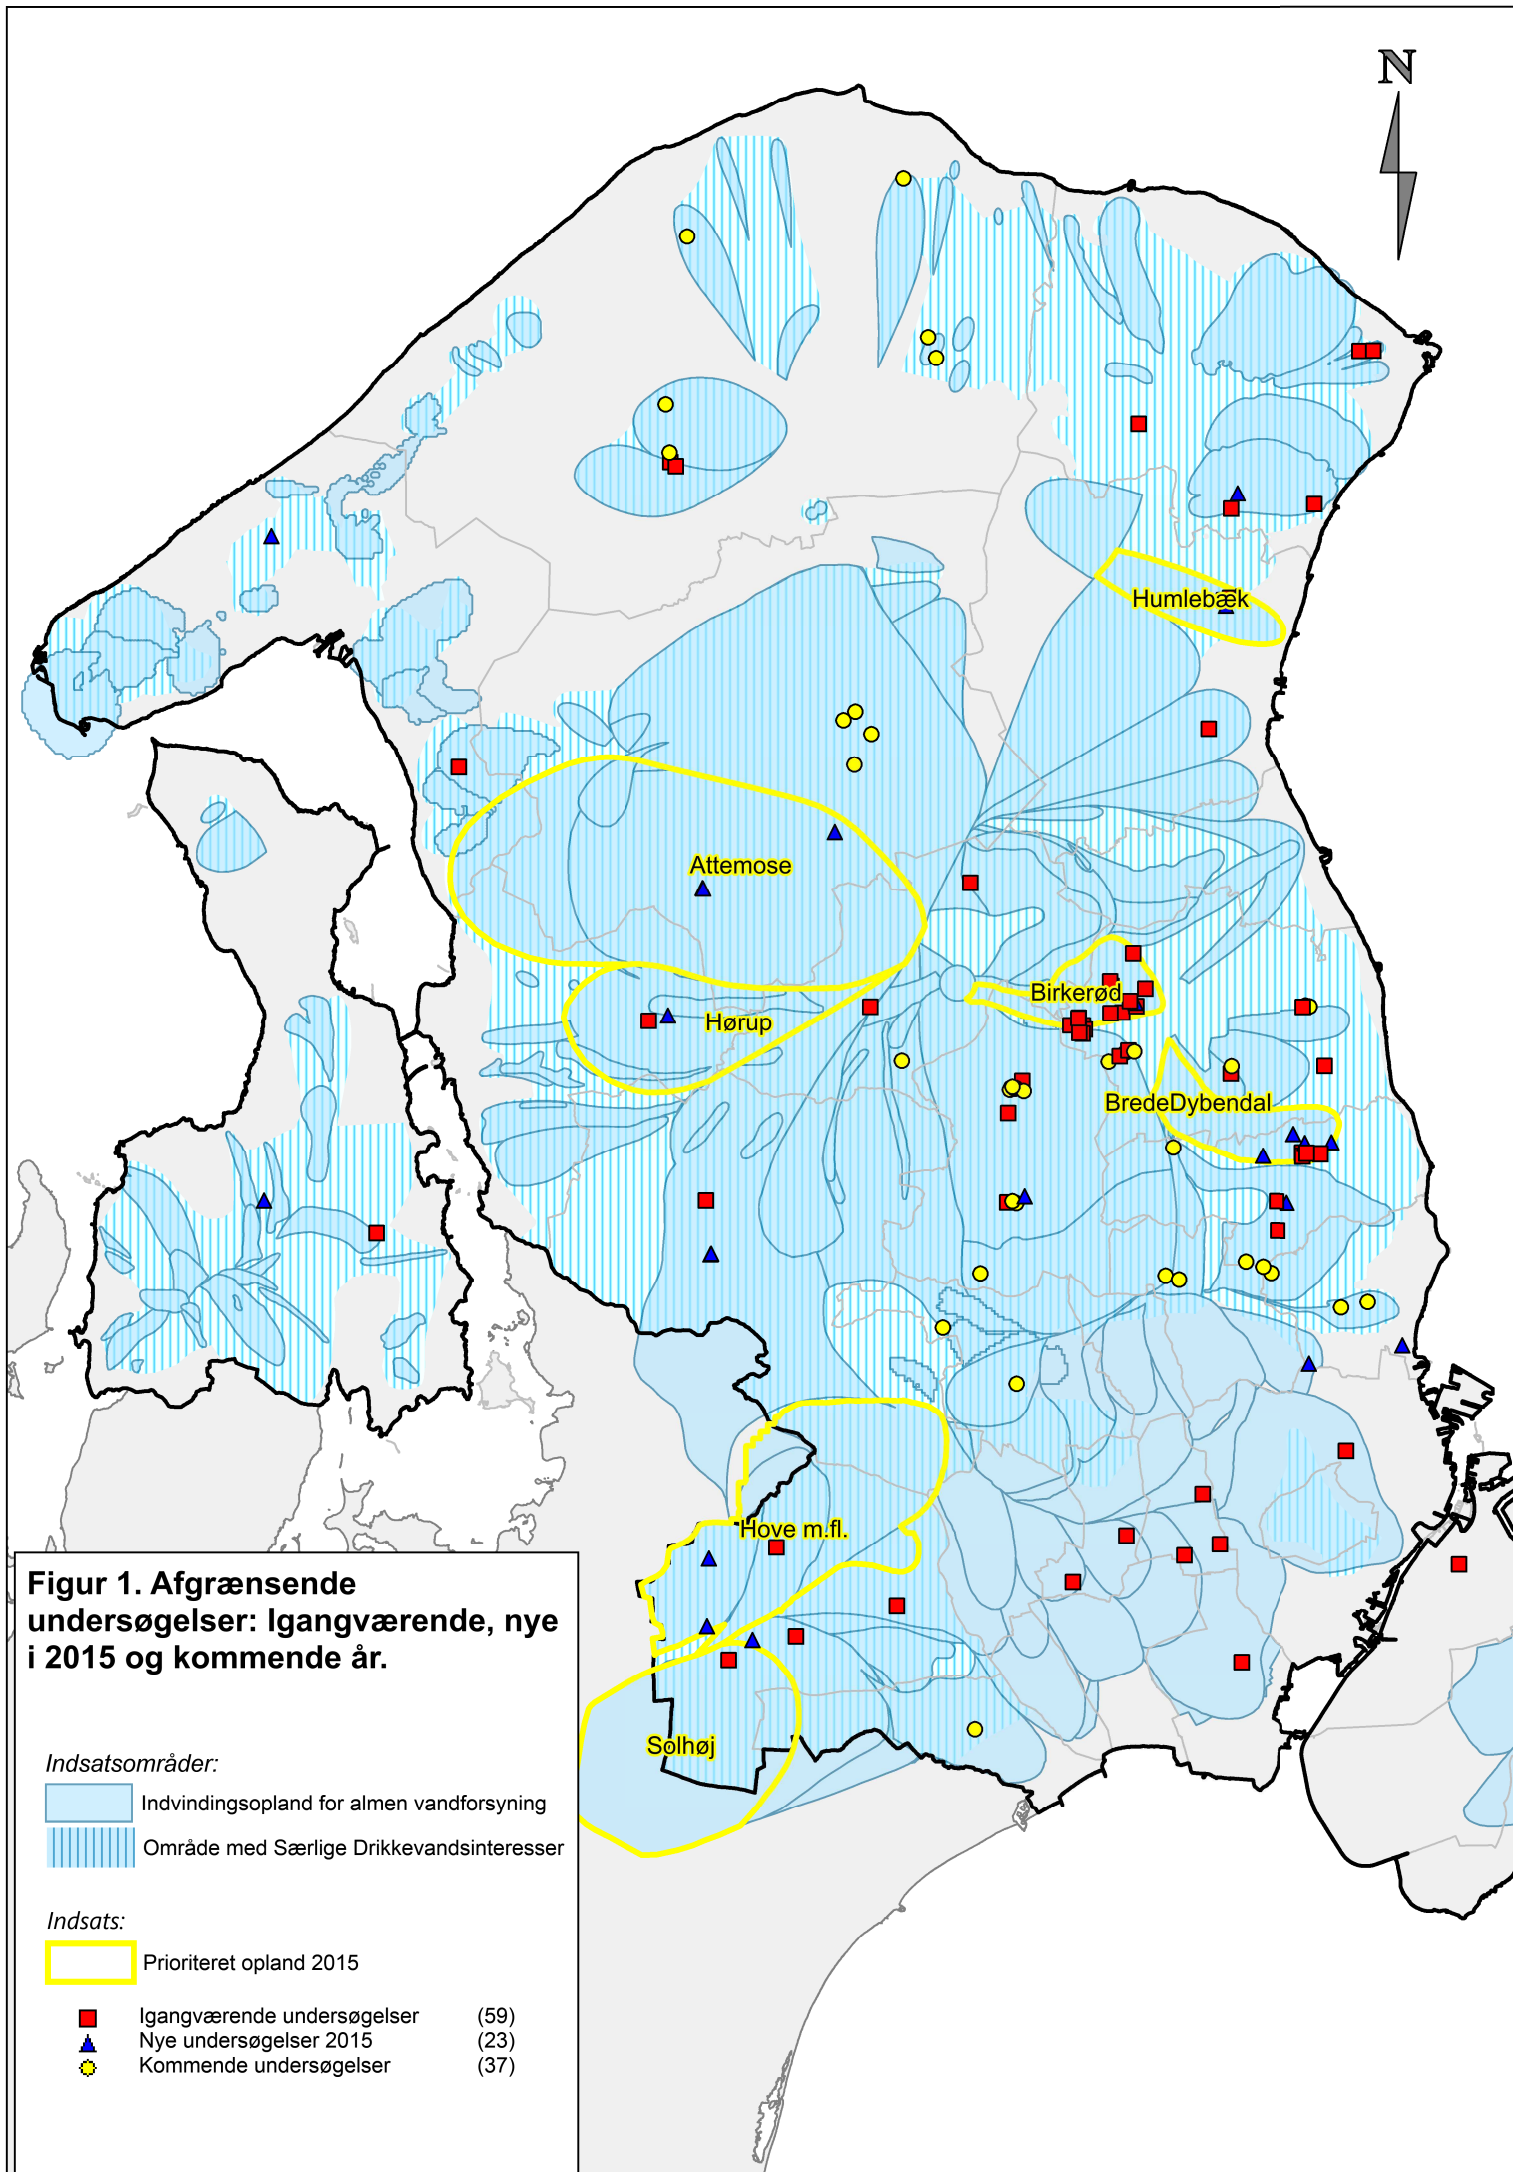 N
Humlebæk
Attemose
Birkerød
Hørup
BredeDybendal
Hove m.fl.
Solhøj
Figur 1. Afgrænsende
undersøgelser: Igangværende, nye
i 2015 og kommende år.
Indsatsområder:
Indvindingsopland for almen vandforsyning
Område med Særlige Drikkevandsinteresser
Indsats:
Prioriteret opland 2015
Igangværende undersøgelser (59)
Nye undersøgelser 2015 (23)
Kommende undersøgelser (37)